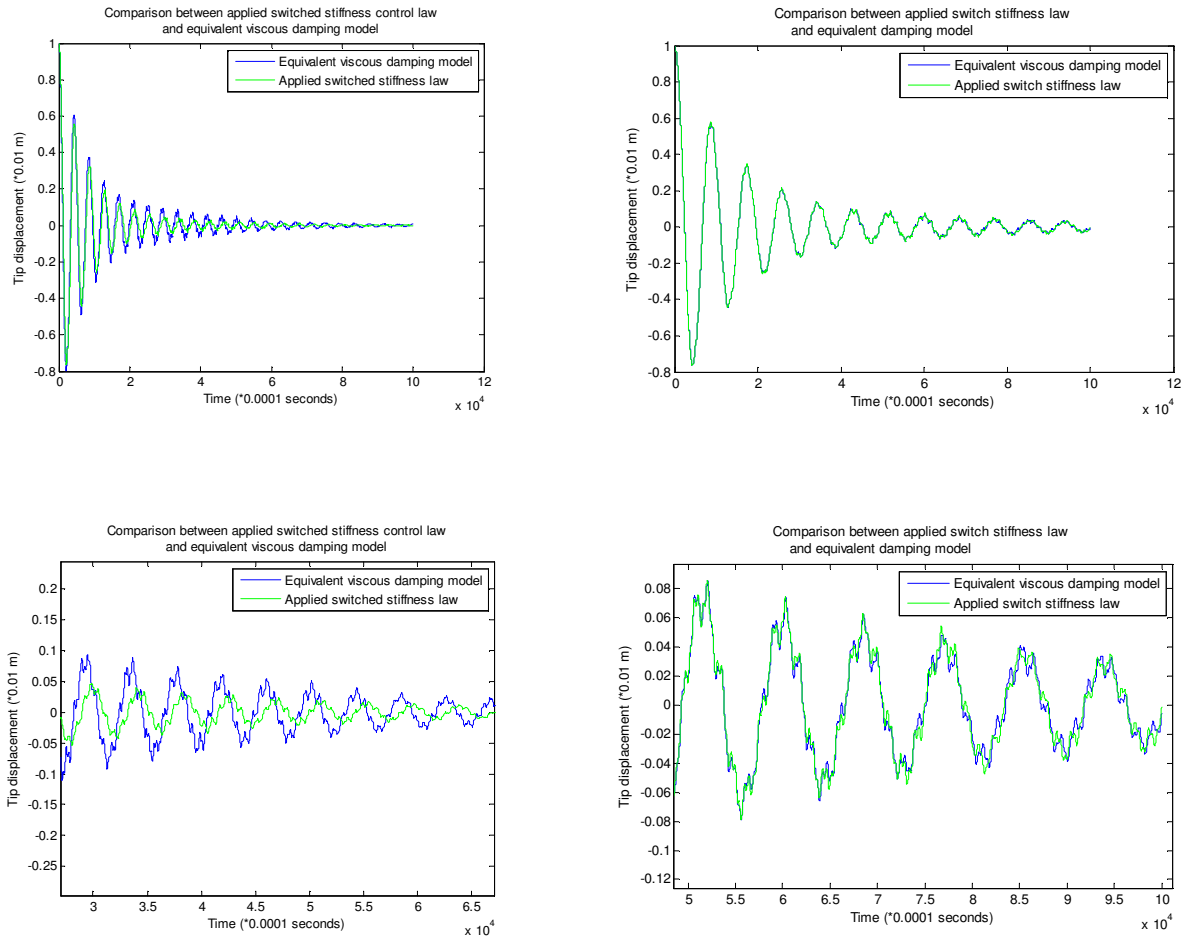 Comparison between applied switched stiffness control law
and equivalent viscous damping model
1
0.8
0.6
0.4
0.2
0
-0.2
-0.4
-0.6
-0.8
0
2
4
6
8
10
12
x 10^4
Time (*0.0001 seconds)
Tip displacement (*0.01 m)
Equivalent viscous damping model
Applied switched stiffness law
Comparison between applied switch stiffness law
and equivalent damping model
1
0.8
0.6
0.4
0.2
0
-0.2
-0.4
-0.6
-0.8
0
2
4
6
8
10
12
x 10^4
Time (*0.0001 seconds)
Tip displacement (*0.01 m)
Equivalent viscous damping model
Applied switch stiffness law
Comparison between applied switched stiffness control law
and equivalent viscous damping model
0.2
0.15
0.1
0.05
0
-0.05
-0.1
-0.15
-0.2
-0.25
3
3.5
4
4.5
5
5.5
6
6.5
x 10^4
Time (*0.0001 seconds)
Tip displacement (*0.01 m)
Equivalent viscous damping model
Applied switched stiffness law
Comparison between applied switch stiffness law
and equivalent damping model
0.08
0.06
0.04
0.02
0
-0.02
-0.04
-0.06
-0.08
-0.1
-0.12
5
5.5
6
6.5
7
7.5
8
8.5
9
9.5
10
x 10^4
Time (*0.0001 seconds)
Tip displacement (*0.01 m)
Equivalent viscous damping model
Applied switch stiffness law